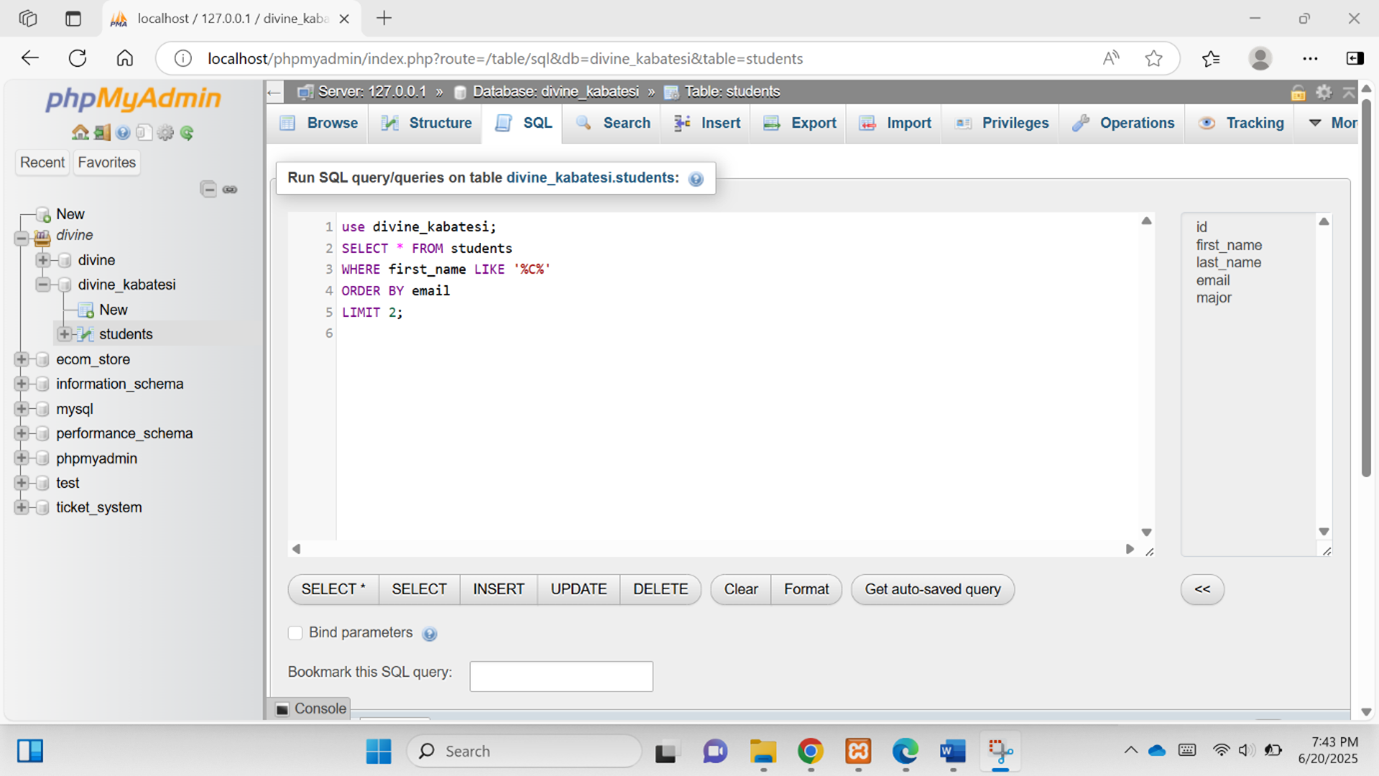 localhost / 127.0.0.1 / divine_kaba
localhost/phpmyadmin/index.php?route=/table/sql&db=divine_kabatesi&table=students
phpMyAdmin
Recent
Favorites
New
divine
divine
divine_kabatesi
New
students
ecom_store
information_schema
mysql
performance_schema
phpmyadmin
test
ticket_system
Server: 127.0.0.1 » Database: divine_kabatesi » Table: students
Browse Structure SQL Search Insert Export Import Privileges Operations Tracking Mor
Run SQL query/queries on table divine_kabatesi.students:
1 use divine_kabatesi;
2 SELECT * FROM students
3 WHERE first_name LIKE '%C%'
4 ORDER BY email
5 LIMIT 2;
6
id
first_name
last_name
email
major
SELECT * SELECT INSERT UPDATE DELETE Clear Format Get auto-saved query <<
Bind parameters
Bookmark this SQL query:
Console
Search
7:43 PM
6/20/2025